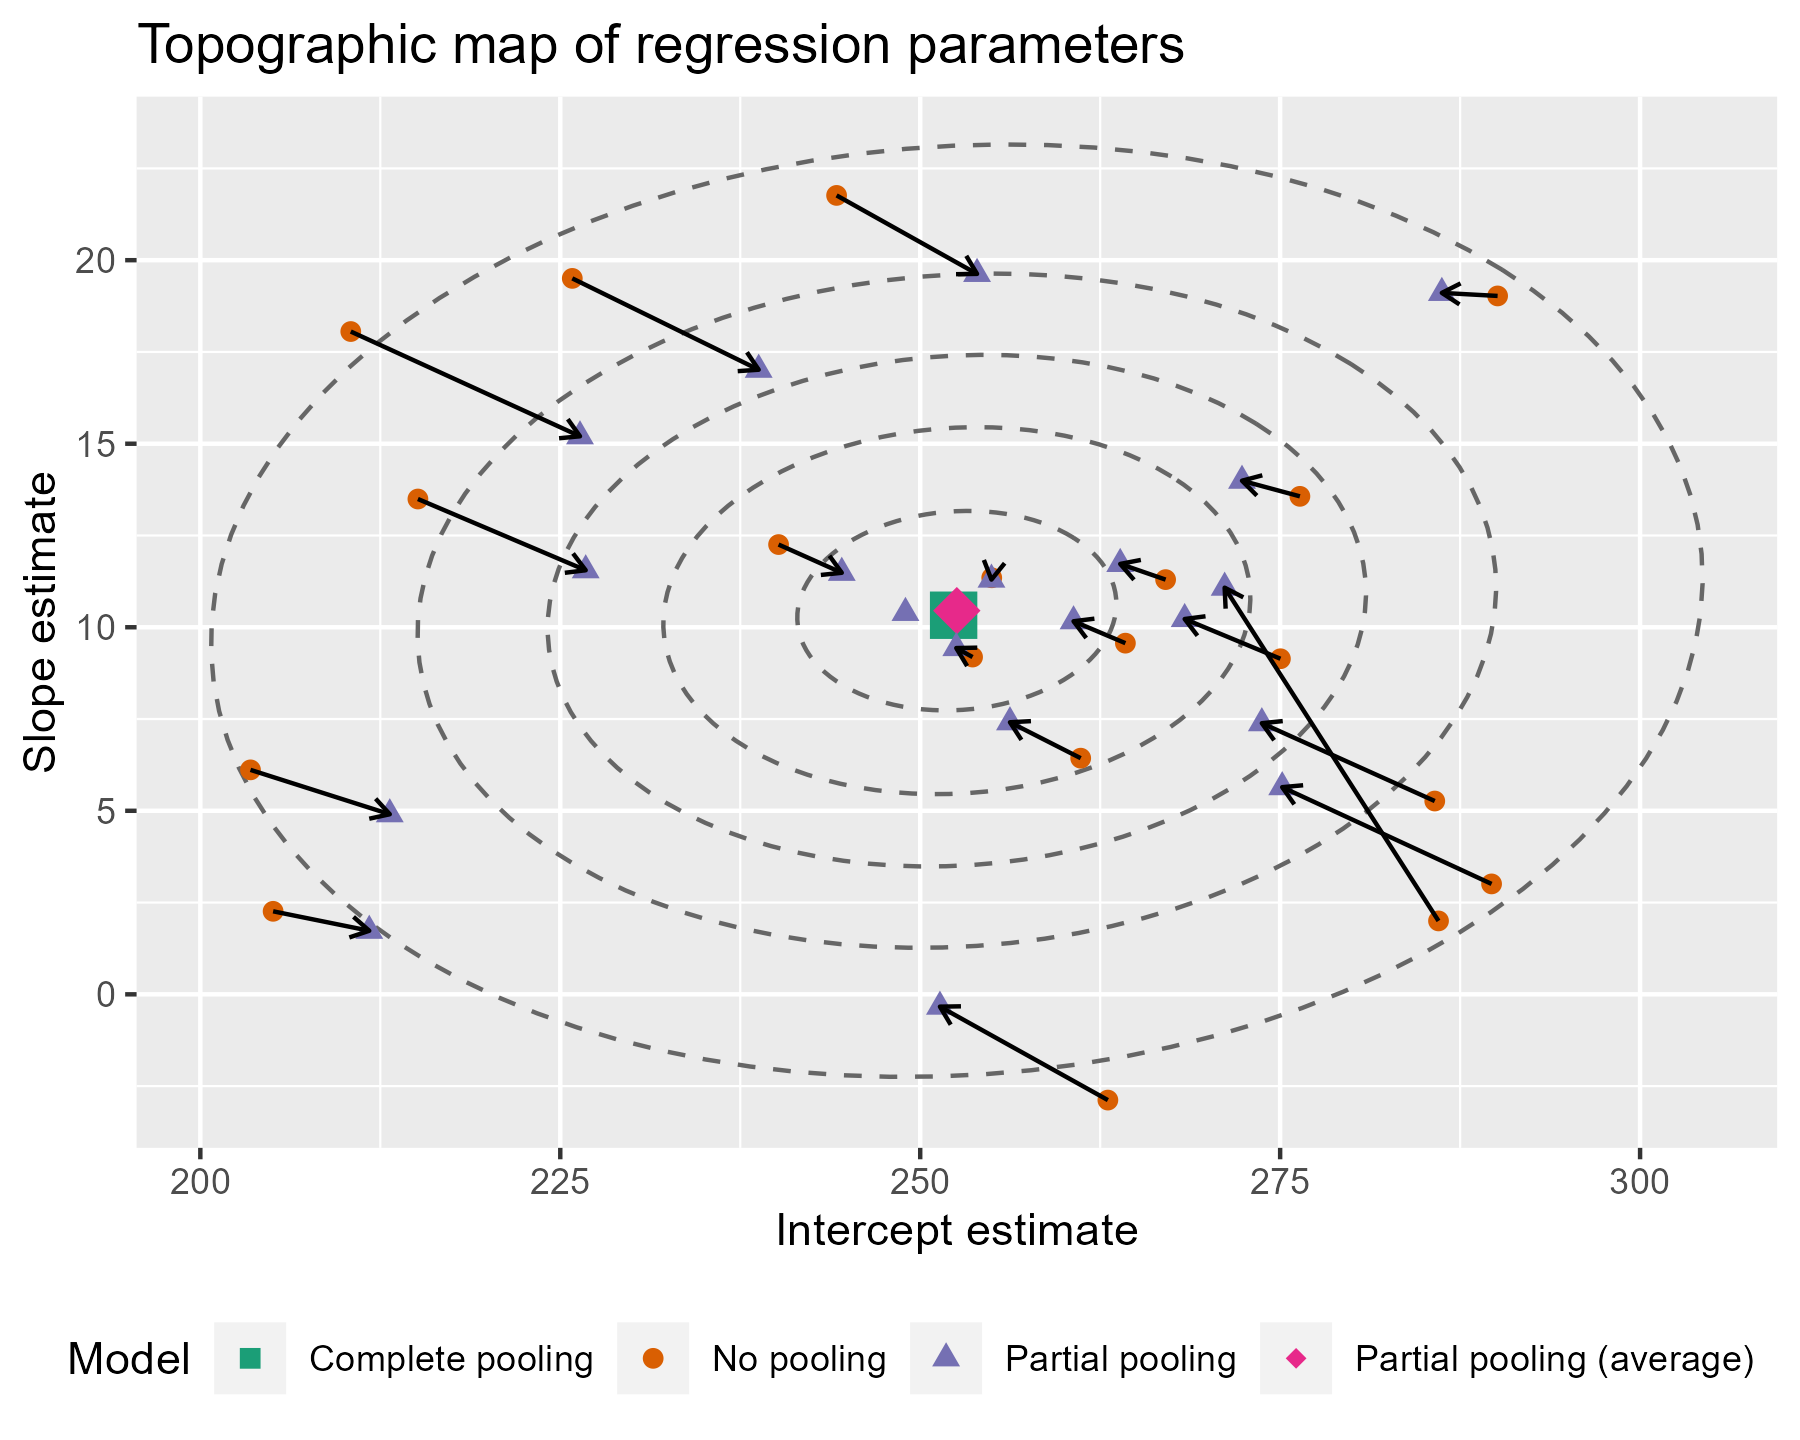 Topographic map of regression parameters
Slope estimate
20
15
10
5
0
200 225 250 275 300
Intercept estimate
Model Complete pooling No pooling Partial pooling Partial pooling (average)